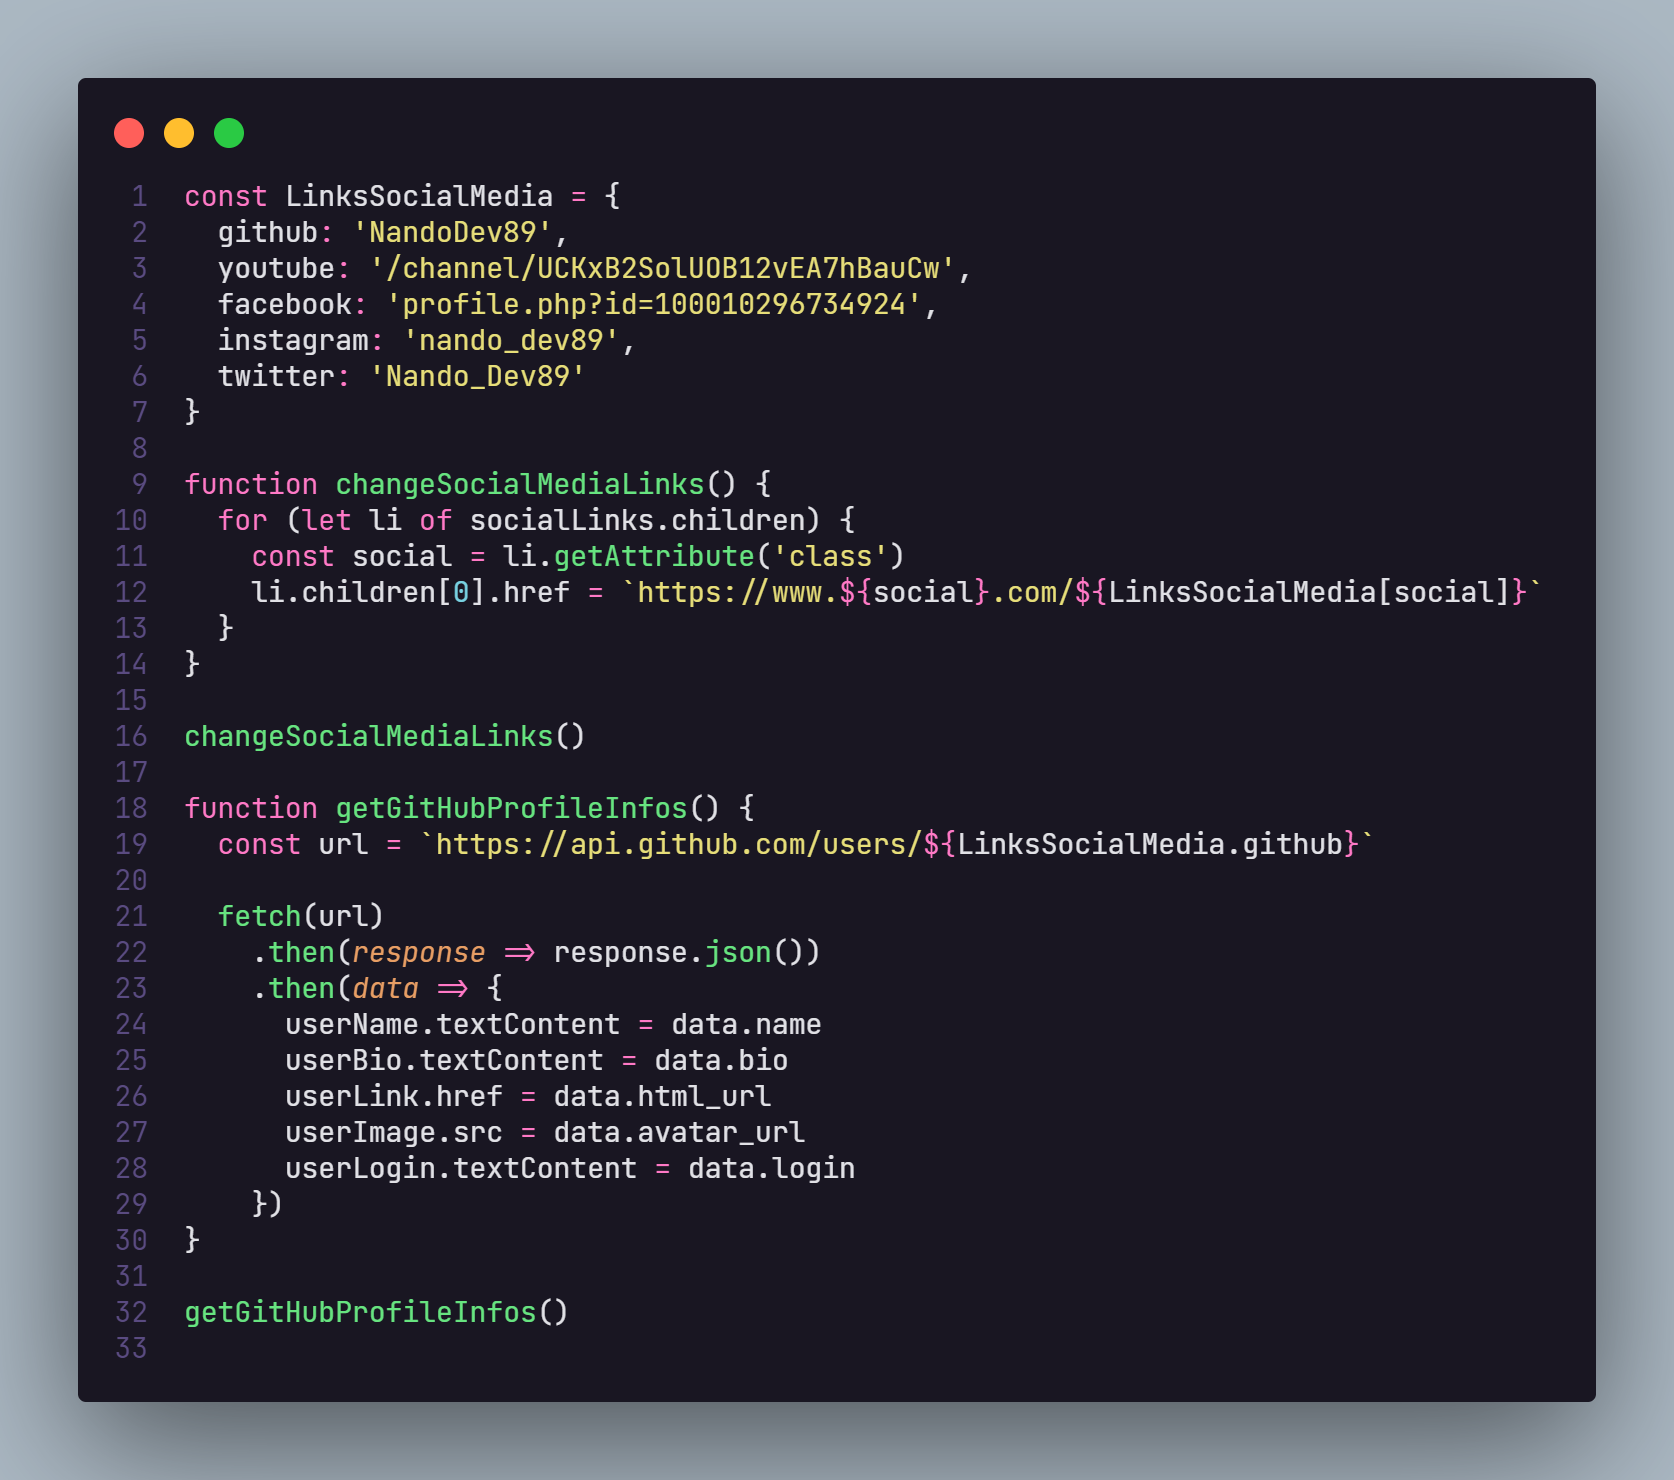 1 const LinksSocialMedia = {
2   github: 'NandoDev89',
3   youtube: '/channel/UCKxB2SolUOB12vEA7hBauCw',
4   facebook: 'profile.php?id=100010296734924',
5   instagram: 'nando_dev89',
6   twitter: 'Nando_Dev89'
7 }
8
9 function changeSocialMediaLinks() {
10   for (let li of socialLinks.children) {
11     const social = li.getAttribute('class')
12     li.children[0].href = `https://www.${social}.com/${LinksSocialMedia[social]}`
13   }
14 }
15
16 changeSocialMediaLinks()
17
18 function getGitHubProfileInfos() {
19   const url = `https://api.github.com/users/${LinksSocialMedia.github}`
20
21   fetch(url)
22     .then(response => response.json())
23     .then(data => {
24       userName.textContent = data.name
25       userBio.textContent = data.bio
26       userLink.href = data.html_url
27       userImage.src = data.avatar_url
28       userLogin.textContent = data.login
29     })
30 }
31
32 getGitHubProfileInfos()
33